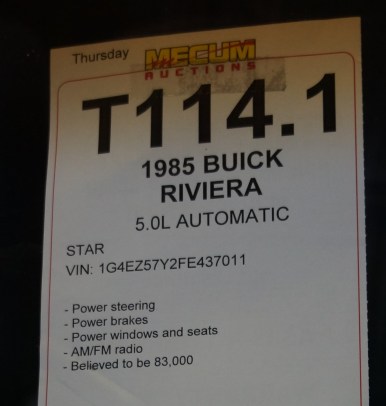 Thursday
MECUM
AUCTIONS
T114.1
1985 BUICK
RIVIERA
5.0L AUTOMATIC
STAR
VIN: 1G4EZ57Y2FE437011
- Power steering
- Power brakes
- Power windows and seats
- AM/FM radio
- Believed to be 83,000